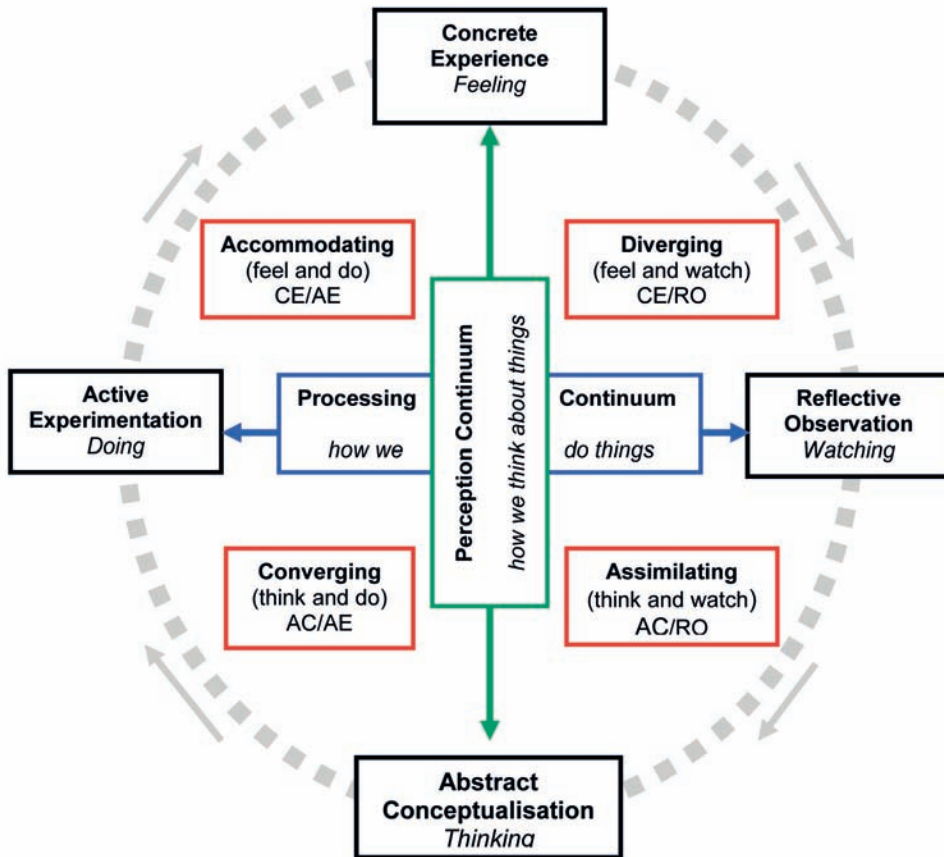 Concrete
Experience
Feeling
Accommodating
(feel and do)
CE/AE
Diverging
(feel and watch)
CE/RO
Active
Experimentation
Doing
Processing
how we
Perception Continuum
how we think about things
Continuum
do things
Reflective
Observation
Watching
Converging
(think and do)
AC/AE
Assimilating
(think and watch)
AC/RO
Abstract
Conceptualisation
Thinking